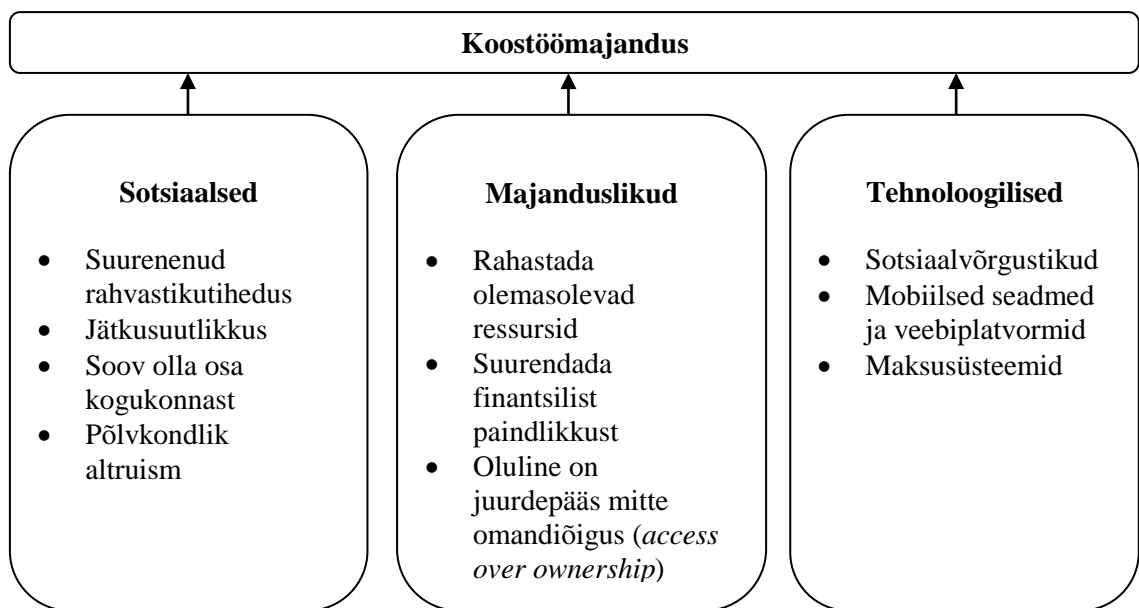 Koostöömajandus
Sotsiaalsed
• Suurenenud
rahvastikutihedus
• Jätkusuutlikkus
• Soov olla osa
kogukonnast
• Põlvkondlik
altruism
Majanduslikud
• Rahastada
olemasolevad
ressursid
• Suurendada
finantsilist
paindlikkust
• Oluline on
juurdepääs mitte
omandiõigus (access
over ownership)
Tehnoloogilised
• Sotsiaalvõrgustikud
• Mobiilsed seadmed
ja veebiplatvormid
• Maksusüsteemid